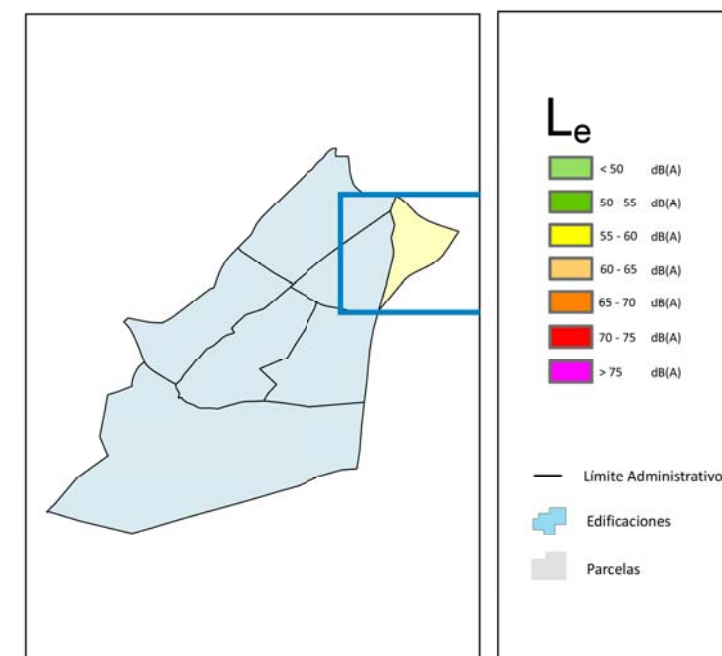 Le
< 50 dB(A)
50 - 55 dB(A)
55 - 60 dB(A)
60 - 65 dB(A)
65 - 70 dB(A)
70 - 75 dB(A)
> 75 dB(A)
Límite Administrativo
Edificaciones
Parcelas